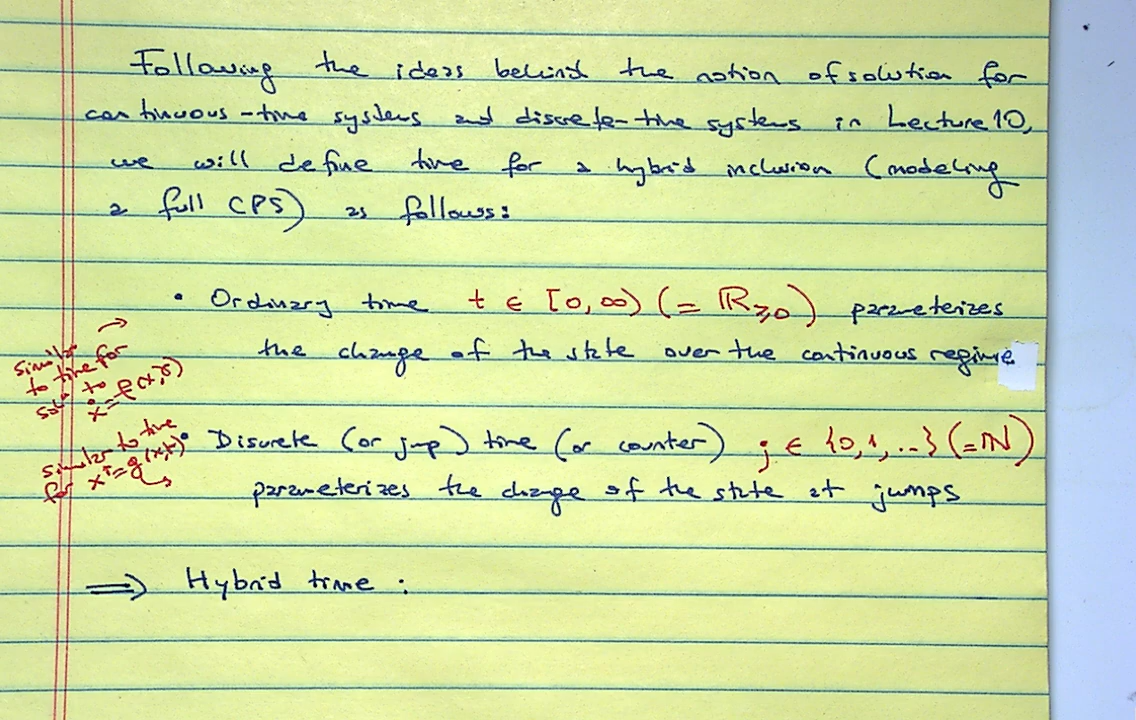 Following the ideas behind the notion of solution for
continuous-time systems and discrete-time systems in Lecture 10,
we will define time for a hybrid inclusion (modeling
a full CPS) as follows:
• Ordinary time t ∈ [0,∞) (= ℝ≥0) parameterizes
the change of the state over the continuous regime
similar
to time for
sol. to
ẋ = f(x,
• Discrete (or jump) time (or counter) j ∈ {0,1,...} (=ℕ)
parameterizes the change of the state at jumps
similar to time
for x⁺=g(x,
⟹ Hybrid time :